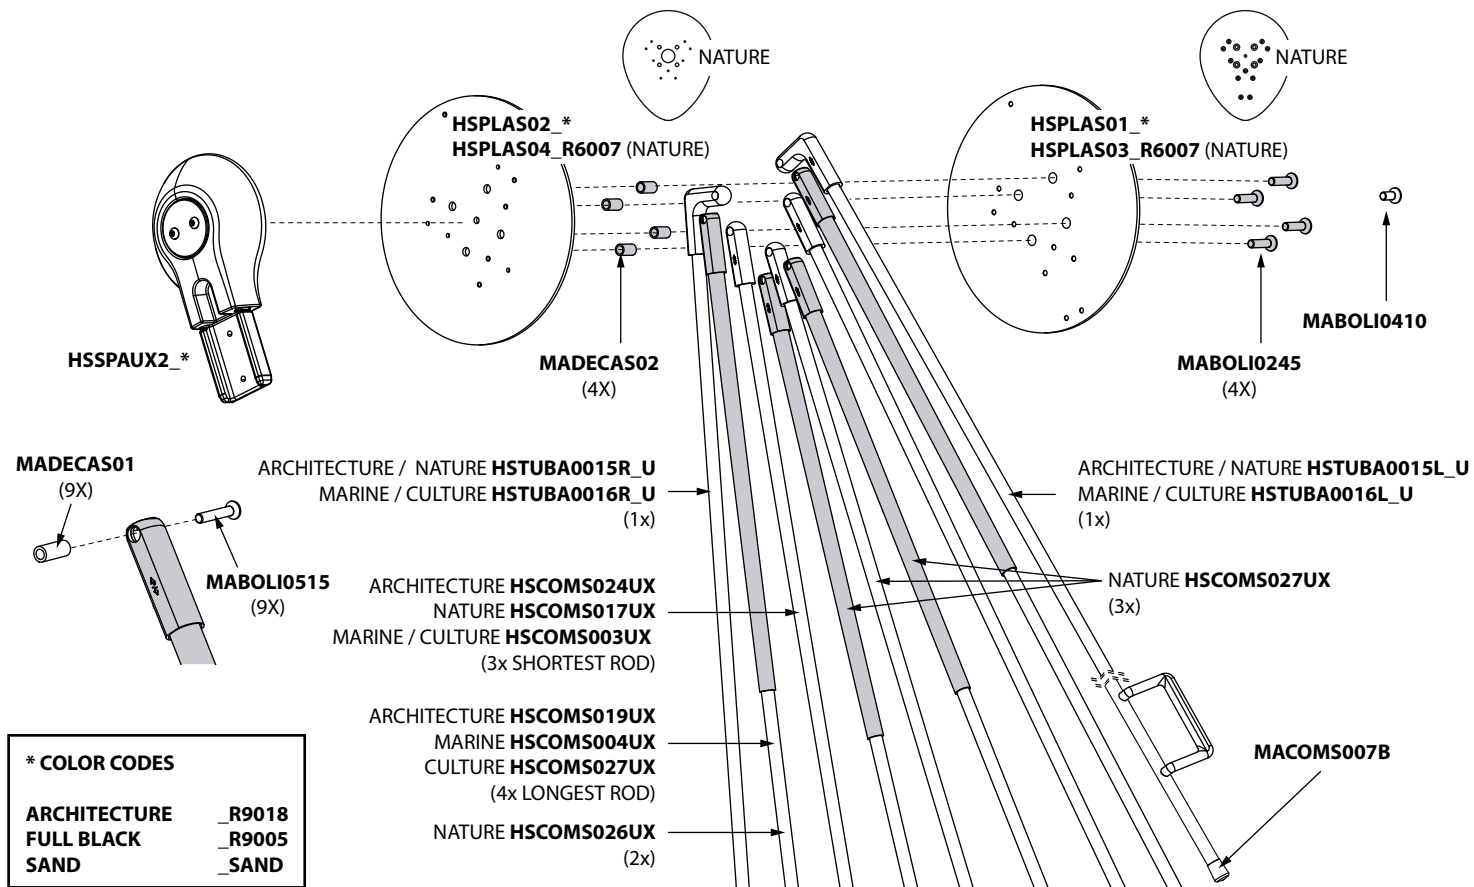 NATURE
NATURE
HSPLAS02_*
HSPLAS04_R6007 (NATURE)
HSPLAS01_*
HSPLAS03_R6007 (NATURE)
MABOLI0410
HSSPAUX2_*
MADECAS02
(4X)
MABOLI0245
(4X)
MADECAS01
(9X)
MABOLI0515
(9X)
ARCHITECTURE / NATURE HSTUBA0015R_U
MARINE / CULTURE HSTUBA0016R_U
(1x)
ARCHITECTURE / NATURE HSTUBA0015L_U
MARINE / CULTURE HSTUBA0016L_U
(1x)
ARCHITECTURE HSCOMS024UX
NATURE HSCOMS017UX
MARINE / CULTURE HSCOMS003UX
(3x SHORTEST ROD)
NATURE HSCOMS027UX
(3x)
ARCHITECTURE HSCOMS019UX
MARINE HSCOMS004UX
CULTURE HSCOMS027UX
(4x LONGEST ROD)
NATURE HSCOMS026UX
(2x)
MACOMS007B
* COLOR CODES
ARCHITECTURE _R9018
FULL BLACK _R9005
SAND _SAND